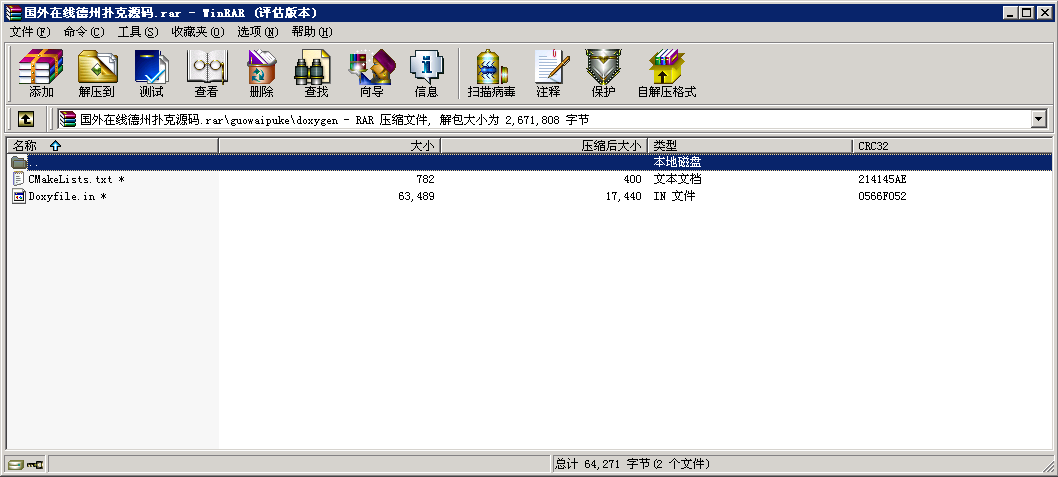 国外在线德州扑克源码.rar - WinRAR (评估版本)
文件(F) 命令(C) 工具(S) 收藏夹(O) 选项(N) 帮助(H)
添加 解压到 测试 查看 删除 查找 向导 信息 扫描病毒 注释 保护 自解压格式
国外在线德州扑克源码.rar\guowaipuke\doxygen - RAR 压缩文件, 解包大小为 2,671,808 字节
名称 大小 压缩后大小 类型 CRC32
.. 本地磁盘
CMakeLists.txt * 782 400 文本文档 214145AE
Doxyfile.in * 63,489 17,440 IN 文件 0566F052
总计 64,271 字节(2 个文件)